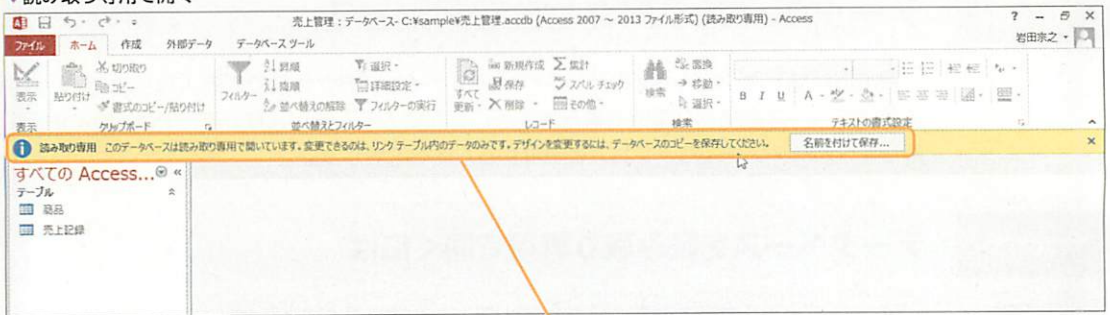 読み取り専用で開く
売上管理：データベース- C:¥sample¥売上管理.accdb (Access 2007 ～ 2013 ファイル形式) (読み取り専用) - Access
ファイル ホーム 作成 外部データ データベース ツール 岩田宗之
表示 貼り付け 切り取り コピー 書式のコピー/貼り付け
フィルター 昇順 降順 並べ替えの解除 選択 詳細設定 フィルターの実行
すべて更新 新規作成 保存 削除 集計 スペル チェック その他
検索 置換 移動 選択
B I U A
表示 クリップボード 並べ替えとフィルター レコード 検索 テキストの書式設定
読み取り専用 このデータベースは読み取り専用で開いています。変更できるのは、リンク テーブル内のデータのみです。デザインを変更するには、データベースのコピーを保存してください。 名前を付けて保存...
すべての Access...
テーブル
商品
売上記録